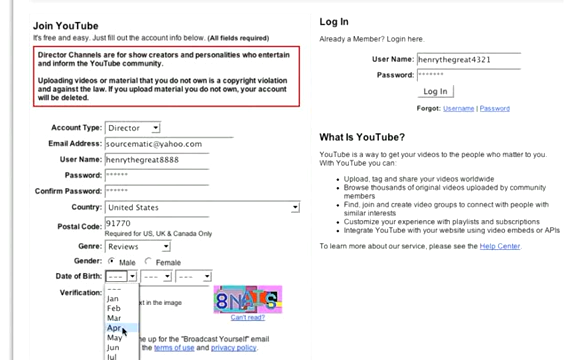 Join YouTube
It's free and easy. Just fill out the account info below. (All fields required)
Director Channels are for show creators and personalities who entertain
and inform the YouTube community.
Uploading videos or material that you do not own is a copyright violation
and against the law. If you upload material you do not own, your account
will be deleted.
Account Type: Director
Email Address: sourcematic@yahoo.com
User Name: henrythegreat8888
Password: ******
Confirm Password: ******
Country: United States
Postal Code: 91770
Required for US, UK & Canada Only
Genre: Reviews
Gender: Male Female
Date of Birth: --- --- ---
---
Jan
Feb
Mar
Apr
May
Jun
Jul
Verification:
xt in the image
Can't read?
me up for the "Broadcast Yourself" email
the terms of use and privacy policy.
Log In
Already a Member? Login here.
User Name: henrythegreat4321
Password: *******
Log In
Forgot: Username | Password
What Is YouTube?
YouTube is a way to get your videos to the people who matter to you.
With YouTube you can:
• Upload, tag and share your videos worldwide
• Browse thousands of original videos uploaded by community
members
• Find, join and create video groups to connect with people with
similar interests
• Customize your experience with playlists and subscriptions
• Integrate YouTube with your website using video embeds or APIs
To learn more about our service, please see the Help Center.